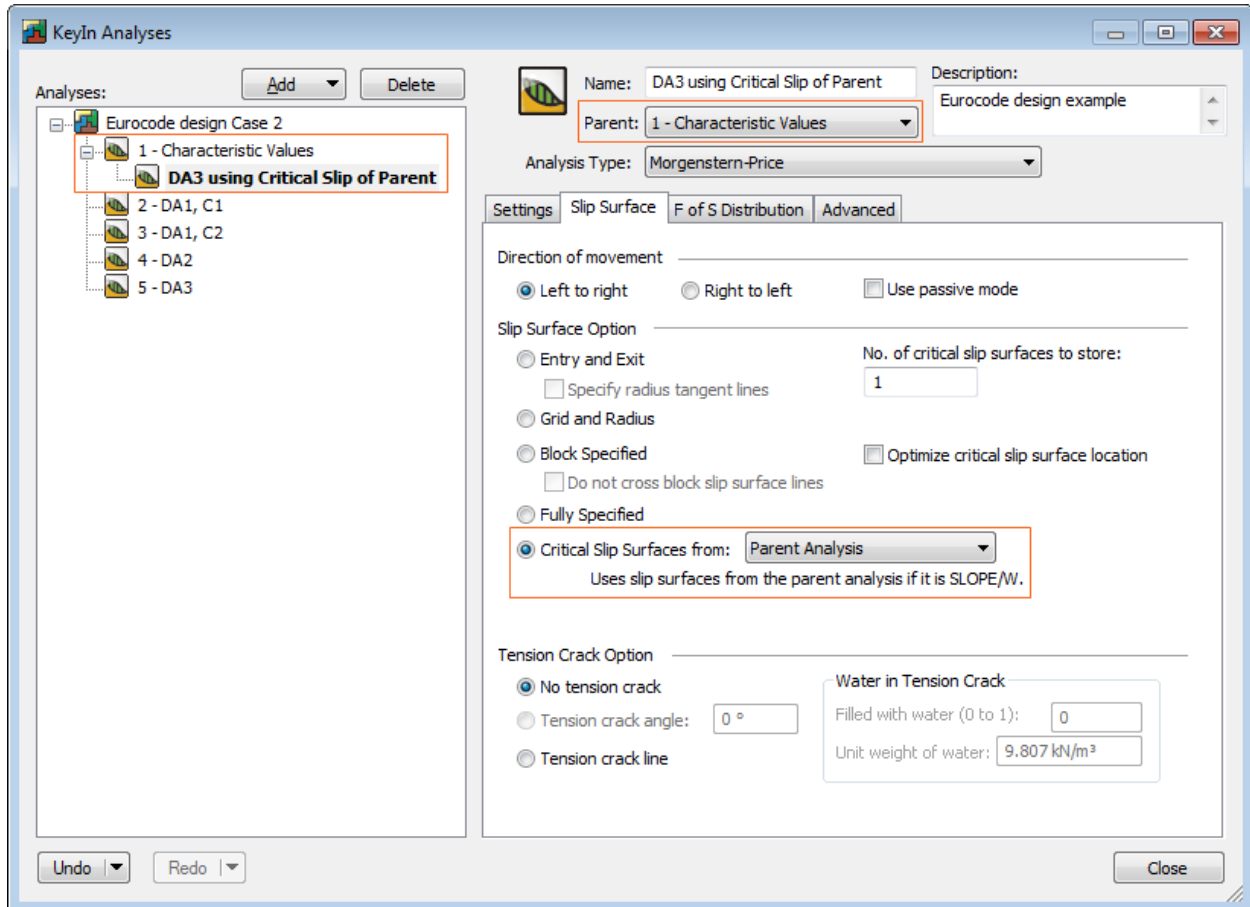 KeyIn Analyses
Analyses:
Add
Delete
Eurocode design Case 2
1 - Characteristic Values
DA3 using Critical Slip of Parent
2 - DA1, C1
3 - DA1, C2
4 - DA2
5 - DA3
Name: DA3 using Critical Slip of Parent
Description:
Eurocode design example
Parent: 1 - Characteristic Values
Analysis Type: Morgenstern-Price
Settings Slip Surface F of S Distribution Advanced
Direction of movement
Left to right Right to left Use passive mode
Slip Surface Option
Entry and Exit No. of critical slip surfaces to store:
Specify radius tangent lines 1
Grid and Radius
Block Specified Optimize critical slip surface location
Do not cross block slip surface lines
Fully Specified
Critical Slip Surfaces from: Parent Analysis
Uses slip surfaces from the parent analysis if it is SLOPE/W.
Tension Crack Option
No tension crack Water in Tension Crack
Tension crack angle: 0 ° Filled with water (0 to 1): 0
Tension crack line Unit weight of water: 9.807 kN/m³
Undo Redo Close